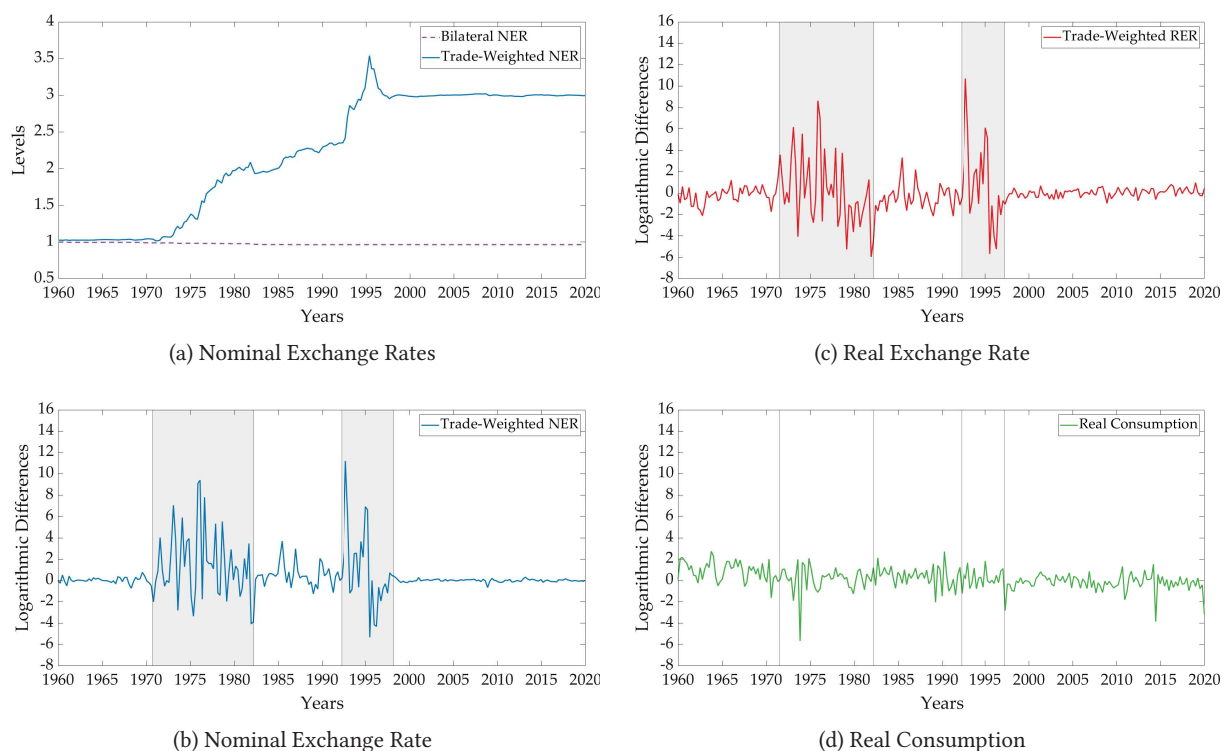 4
3.5
3
2.5
2
1.5
1
0.5
Levels
Bilateral NER
Trade-Weighted NER
1960 1965 1970 1975 1980 1985 1990 1995 2000 2005 2010 2015 2020
Years
(a) Nominal Exchange Rates
16
14
12
10
8
6
4
2
0
-2
-4
-6
-8
Logarithmic Differences
Trade-Weighted RER
1960 1965 1970 1975 1980 1985 1990 1995 2000 2005 2010 2015 2020
Years
(c) Real Exchange Rate
16
14
12
10
8
6
4
2
0
-2
-4
-6
-8
Logarithmic Differences
Trade-Weighted NER
1960 1965 1970 1975 1980 1985 1990 1995 2000 2005 2010 2015 2020
Years
(b) Nominal Exchange Rate
16
14
12
10
8
6
4
2
0
-2
-4
-6
-8
Logarithmic Differences
Real Consumption
1960 1965 1970 1975 1980 1985 1990 1995 2000 2005 2010 2015 2020
Years
(d) Real Consumption